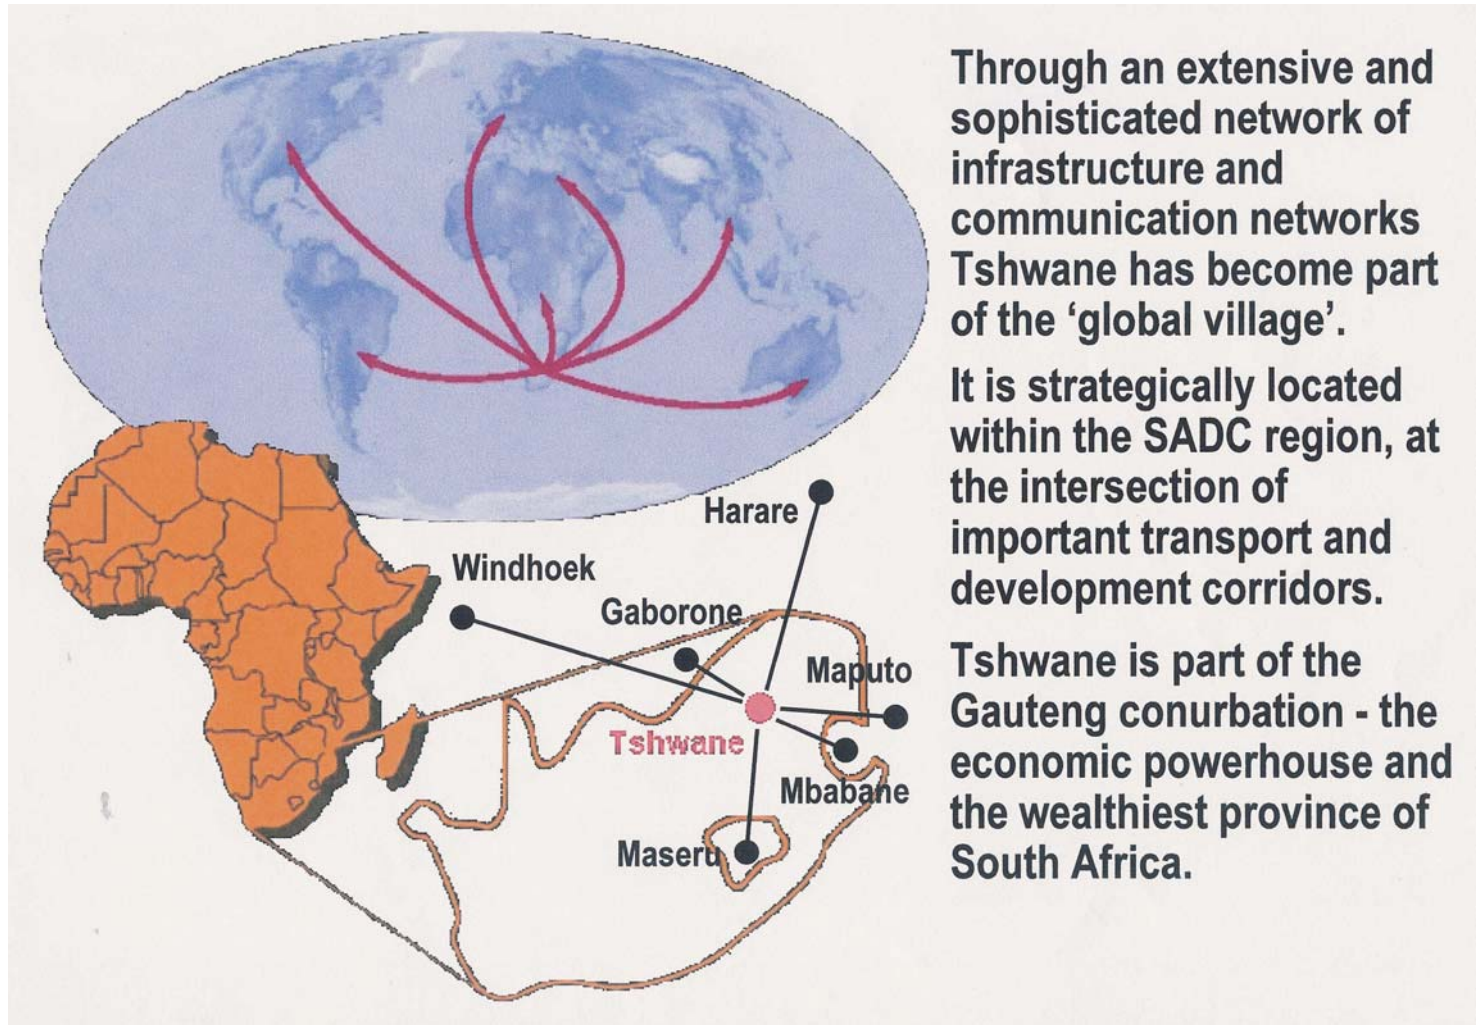 Through an extensive and
sophisticated network of
infrastructure and
communication networks
Tshwane has become part
of the ‘global village’.
It is strategically located
within the SADC region, at
the intersection of
important transport and
development corridors.
Tshwane is part of the
Gauteng conurbation - the
economic powerhouse and
the wealthiest province of
South Africa.
Harare
Windhoek
Gaborone
Maputo
Tshwane
Mbabane
Maseru